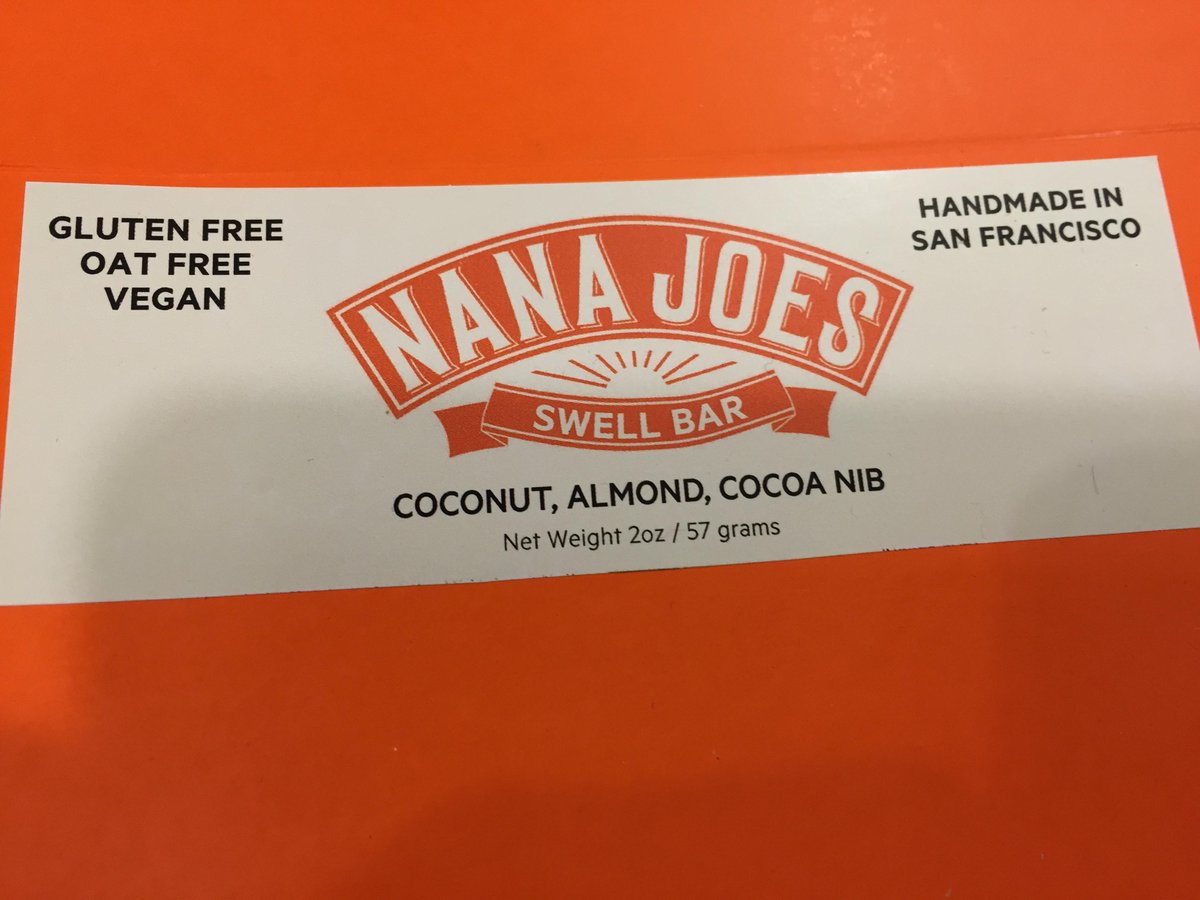 GLUTEN FREE
OAT FREE
VEGAN
HANDMADE IN
SAN FRANCISCO
NANA JOES
SWELL BAR
COCONUT, ALMOND, COCOA NIB
Net Weight 2oz / 57 grams